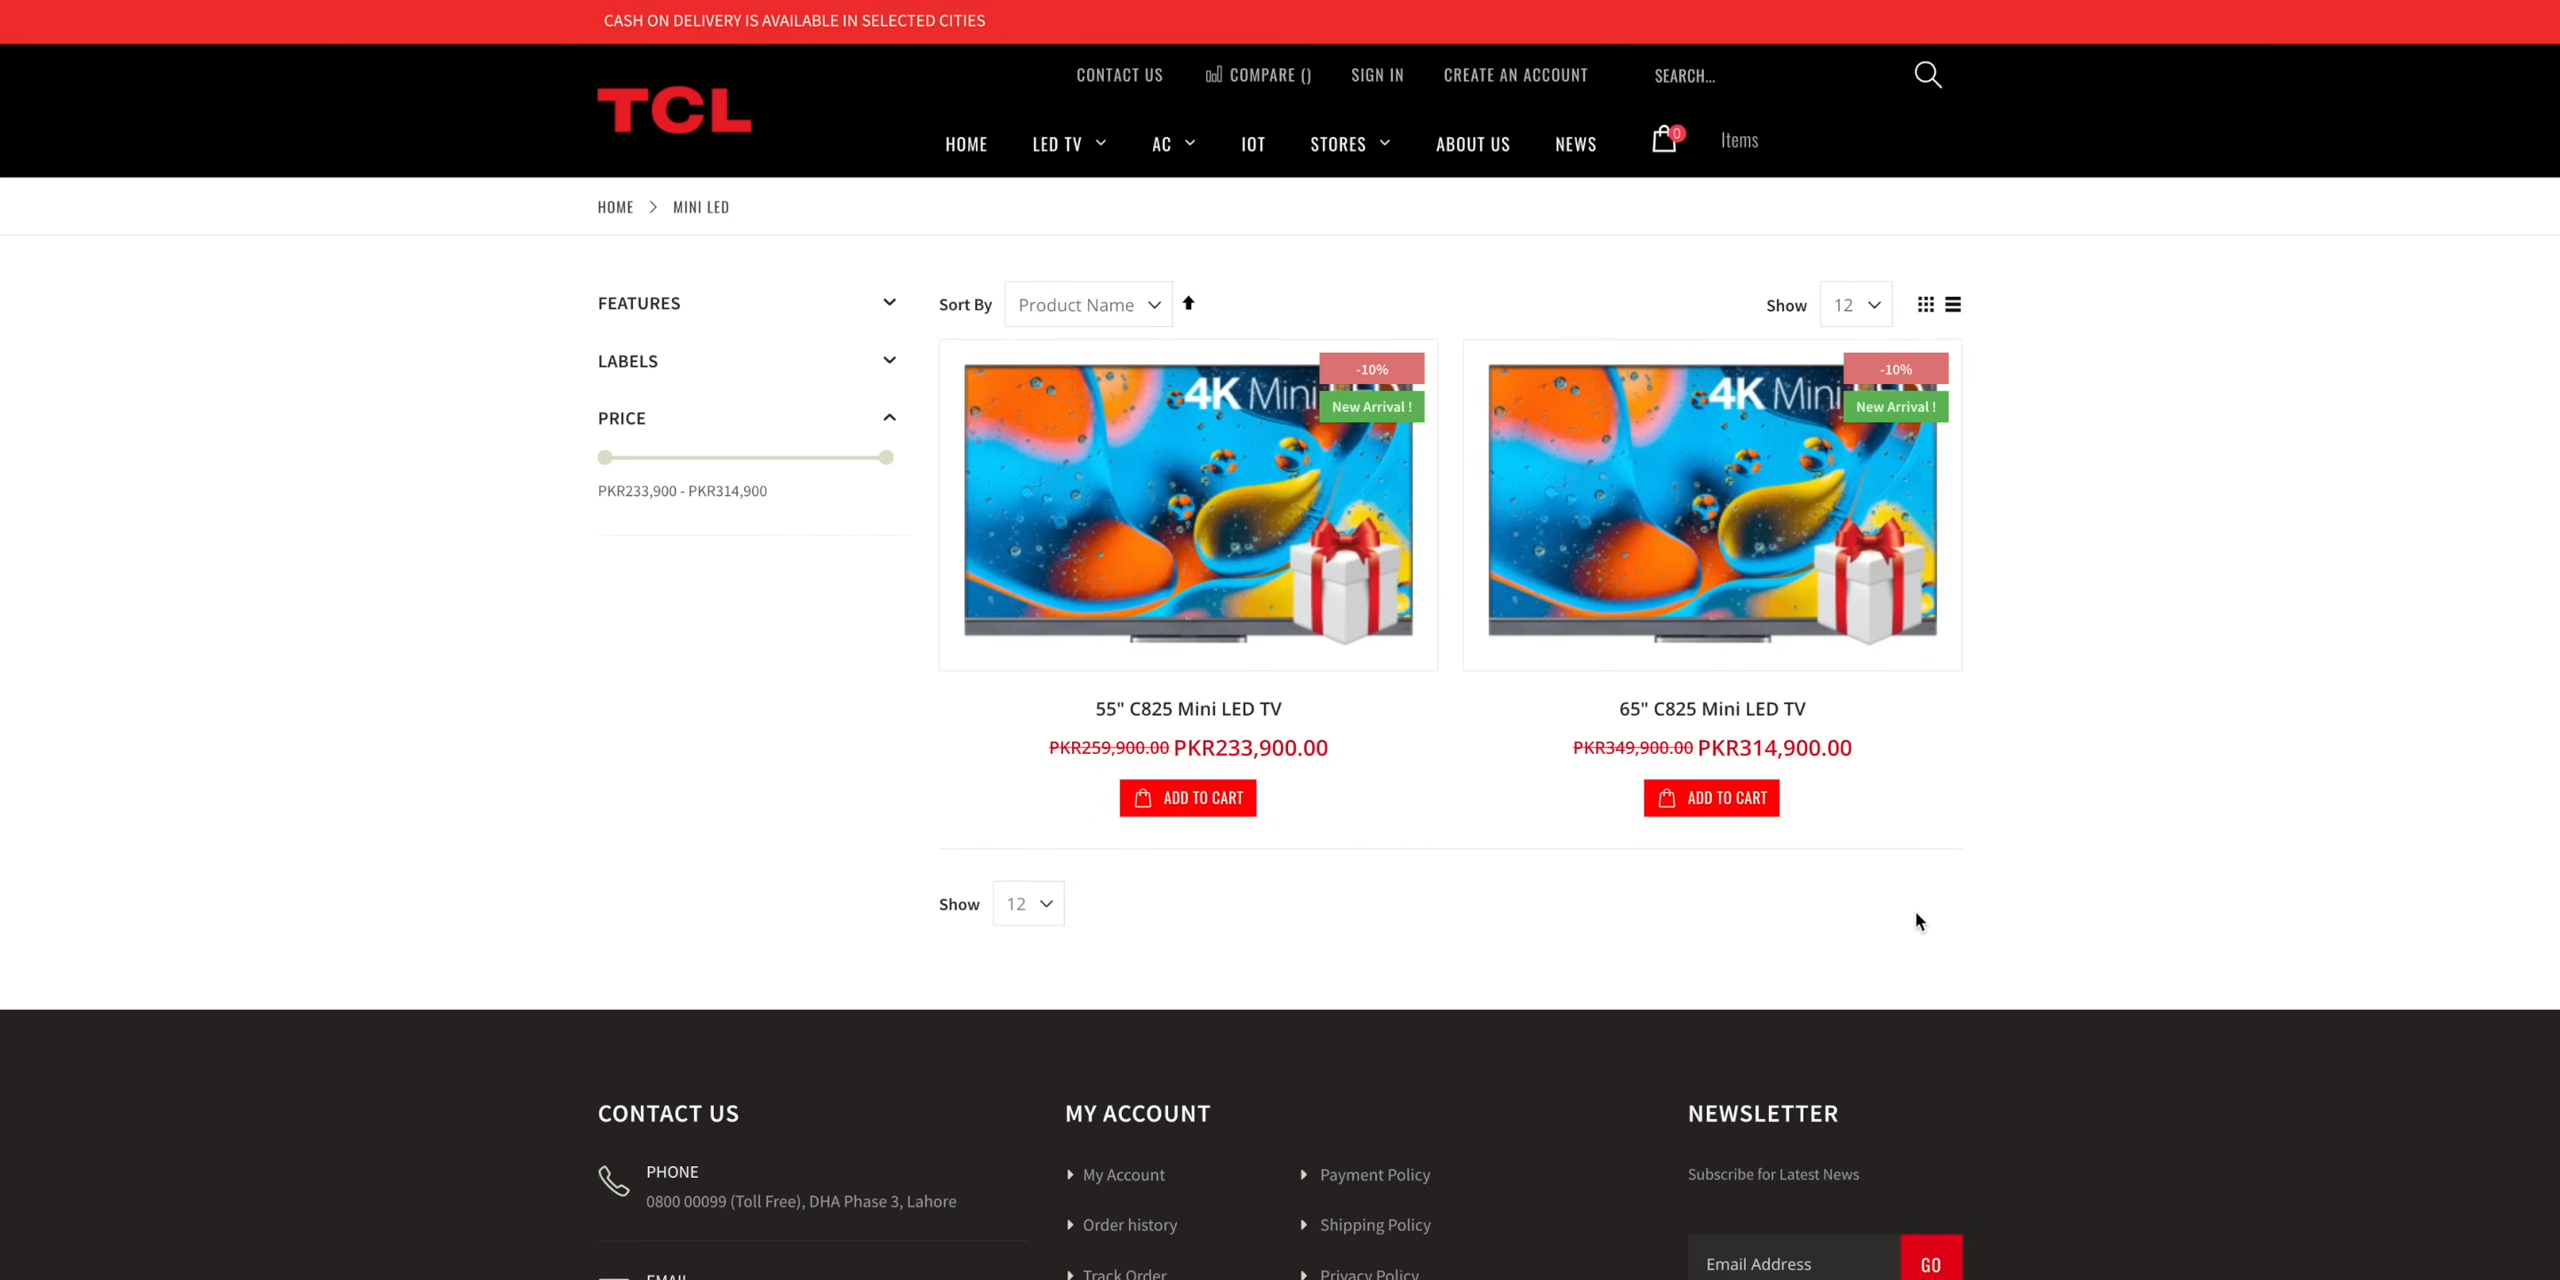 CASH ON DELIVERY IS AVAILABLE IN SELECTED CITIES
CONTACT US COMPARE () SIGN IN CREATE AN ACCOUNT SEARCH...
TCL
HOME LED TV AC IOT STORES ABOUT US NEWS 0 Items
HOME > MINI LED
FEATURES
LABELS
PRICE
PKR233,900 - PKR314,900
Sort By Product Name Show 12
4K Mini
-10%
New Arrival !
4K Mini
-10%
New Arrival !
55" C825 Mini LED TV
PKR259,900.00 PKR233,900.00
ADD TO CART
65" C825 Mini LED TV
PKR349,900.00 PKR314,900.00
ADD TO CART
Show 12
CONTACT US
PHONE
0800 00099 (Toll Free), DHA Phase 3, Lahore
EMAIL
MY ACCOUNT
My Account
Order history
Track Order
Payment Policy
Shipping Policy
Privacy Policy
NEWSLETTER
Subscribe for Latest News
Email Address GO